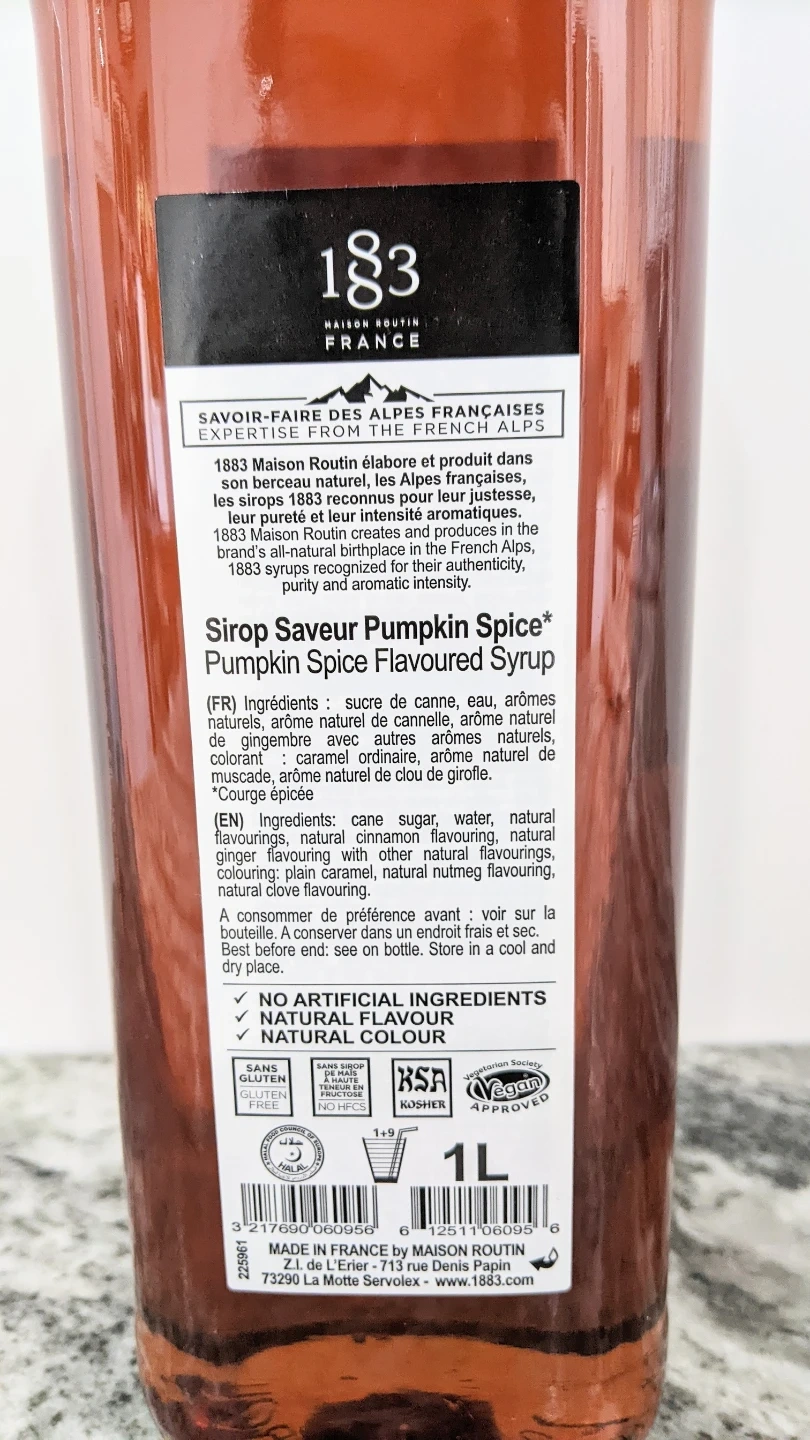 1883
MAISON ROUTIN
FRANCE
SAVOIR-FAIRE DES ALPES FRANÇAISES
EXPERTISE FROM THE FRENCH ALPS
1883 Maison Routin élabore et produit dans
son berceau naturel, les Alpes françaises,
les sirops 1883 reconnus pour leur justesse,
leur pureté et leur intensité aromatiques.
1883 Maison Routin creates and produces in the
brand's all-natural birthplace in the French Alps,
1883 syrups recognized for their authenticity,
purity and aromatic intensity.
Sirop Saveur Pumpkin Spice*
Pumpkin Spice Flavoured Syrup
(FR) Ingrédients : sucre de canne, eau, arômes
naturels, arôme naturel de cannelle, arôme naturel
de gingembre avec autres arômes naturels,
colorant : caramel ordinaire, arôme naturel de
muscade, arôme naturel de clou de girofle.
*Courge épicée
(EN) Ingredients: cane sugar, water, natural
flavourings, natural cinnamon flavouring, natural
ginger flavouring with other natural flavourings,
colouring: plain caramel, natural nutmeg flavouring,
natural clove flavouring.
A consommer de préférence avant : voir sur la
bouteille. A conserver dans un endroit frais et sec.
Best before end: see on bottle. Store in a cool and
dry place.
✓ NO ARTIFICIAL INGREDIENTS
✓ NATURAL FLAVOUR
✓ NATURAL COLOUR
SANS
GLUTEN
GLUTEN
FREE
SANS SIROP
DE MAÏS
À HAUTE
TENEUR EN
FRUCTOSE
NO HFCS
KSA
KOSHER
Vegetarian Society
Vegan
APPROVED
HALAL FOOD COUNCIL OF EUROPE
حلال
HALAL
1+9
1L
3 217690 060956
6 12511 06095 6
225961
MADE IN FRANCE by MAISON ROUTIN
Z.I. de L'Erier - 713 rue Denis Papin
73290 La Motte Servolex - www.1883.com